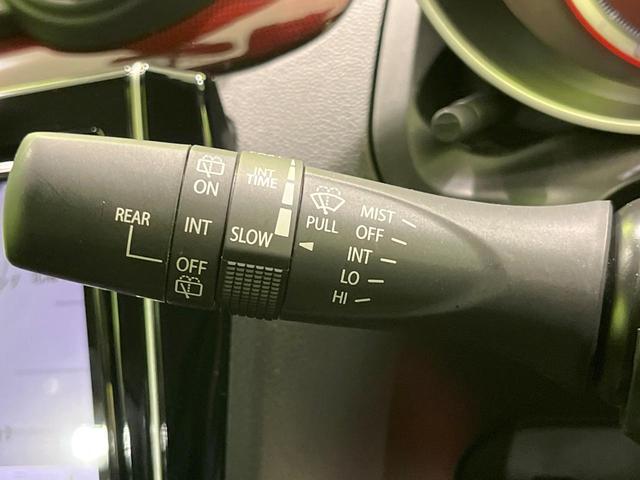 REAR
ON
INT
OFF
INT
TIME
SLOW
PULL
MIST
OFF
INT
LO
HI